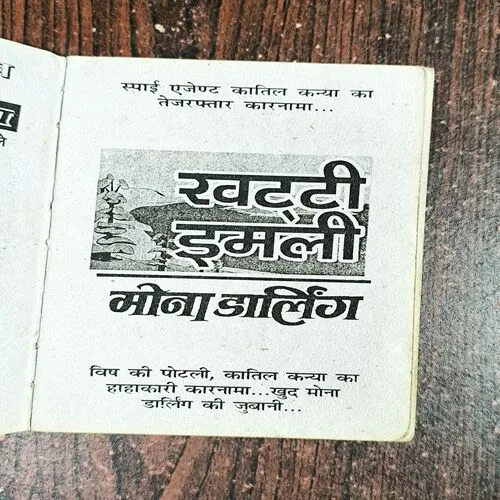 स्पाई एजेण्ट कातिल कन्या का
तेजरफ्तार कारनामा...
खट्टी
इमली
मोना डार्लिंग
विष की पोटली, कातिल कन्या का
हाहाकारी कारनामा...खुद मोना
डार्लिंग की जुबानी...